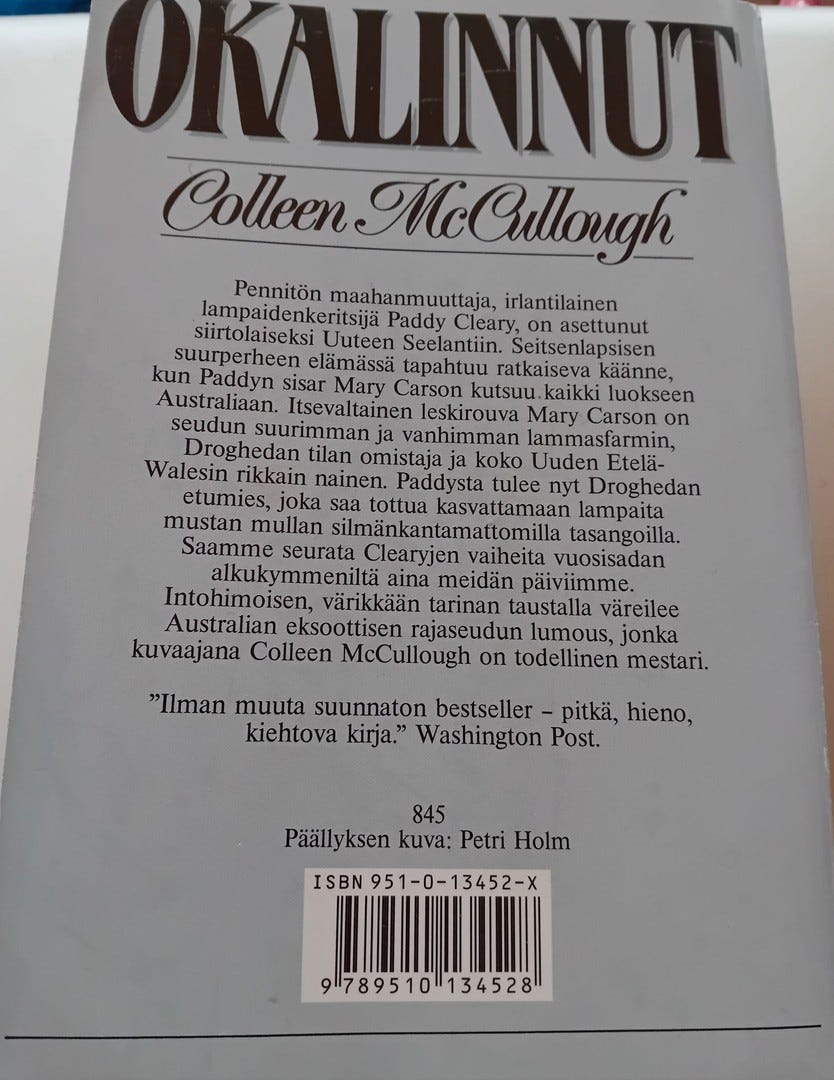 OKALINNUT
Colleen McCullough
Pennitön maahanmuuttaja, irlantilainen
lampaidenkeritsijä Paddy Cleary, on asettunut
siirtolaiseksi Uuteen Seelantiin. Seitsenlapsisen
suurperheen elämässä tapahtuu ratkaiseva käänne,
kun Paddyn sisar Mary Carson kutsuu kaikki luokseen
Australiaan. Itsevaltainen leskirouva Mary Carson on
seudun suurimman ja vanhimman lammasfarmin,
Droghedan tilan omistaja ja koko Uuden Etelä-
Walesin rikkain nainen. Paddysta tulee nyt Droghedan
etumies, joka saa tottua kasvattamaan lampaita
mustan mullan silmänkantamattomilla tasangoilla.
Saamme seurata Clearyjen vaiheita vuosisadan
alkukymmeniltä aina meidän päiviimme.
Intohimoisen, värikkään tarinan taustalla väreilee
Australian eksoottisen rajaseudun lumous, jonka
kuvaajana Colleen McCullough on todellinen mestari.
”Ilman muuta suunnaton bestseller – pitkä, hieno,
kiehtova kirja.” Washington Post.
845
Päällyksen kuva: Petri Holm
ISBN 951-0-13452-X
9 789510 134528